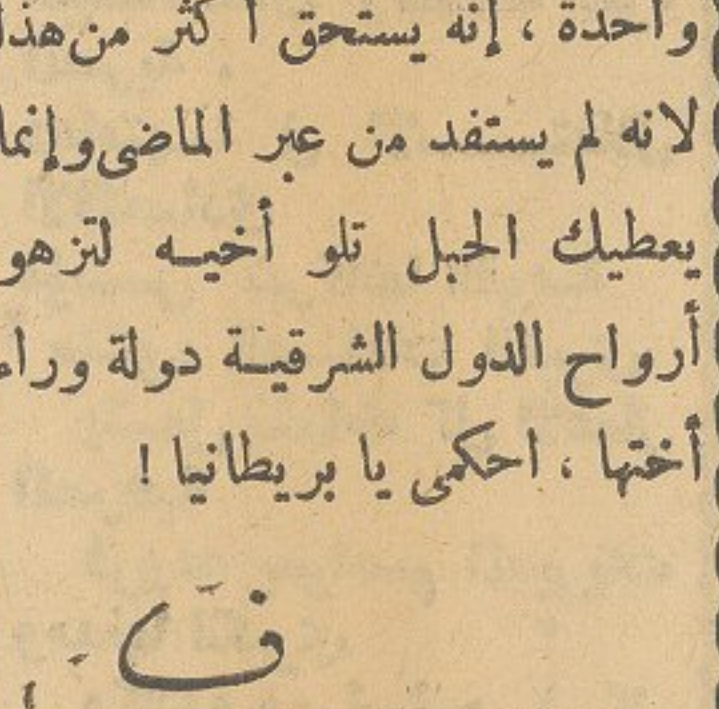 واحدة ، إنه يستحق أكثر من هذا
لانه لم يستفد من عبر الماضى وإنما
يعطيك الحبل تلو أخيه لتزهو
أرواح الدول الشرقية دولة وراء
أختها ، احكمى يا بريطانيا !
ف